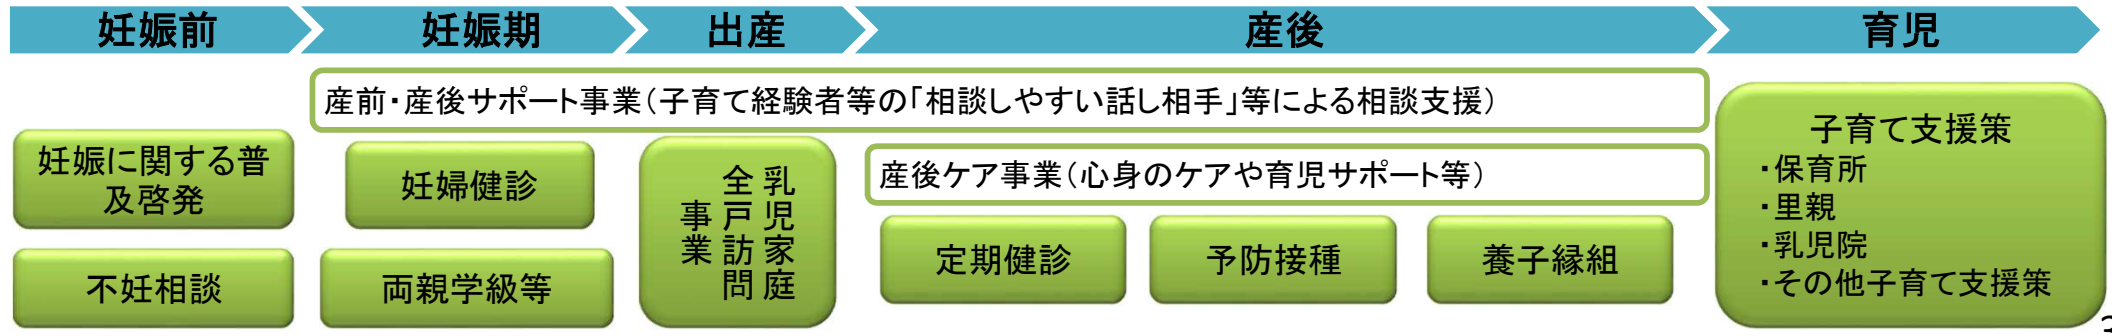 妊娠前
妊娠期
出産
産後
育児
産前・産後サポート事業（子育て経験者等の「相談しやすい話し相手」等による相談支援）
妊娠に関する普
及啓発
不妊相談
妊婦健診
両親学級等
乳児家庭
全戸訪問
事業
産後ケア事業（心身のケアや育児サポート等）
定期健診
予防接種
養子縁組
子育て支援策
・保育所
・里親
・乳児院
・その他子育て支援策